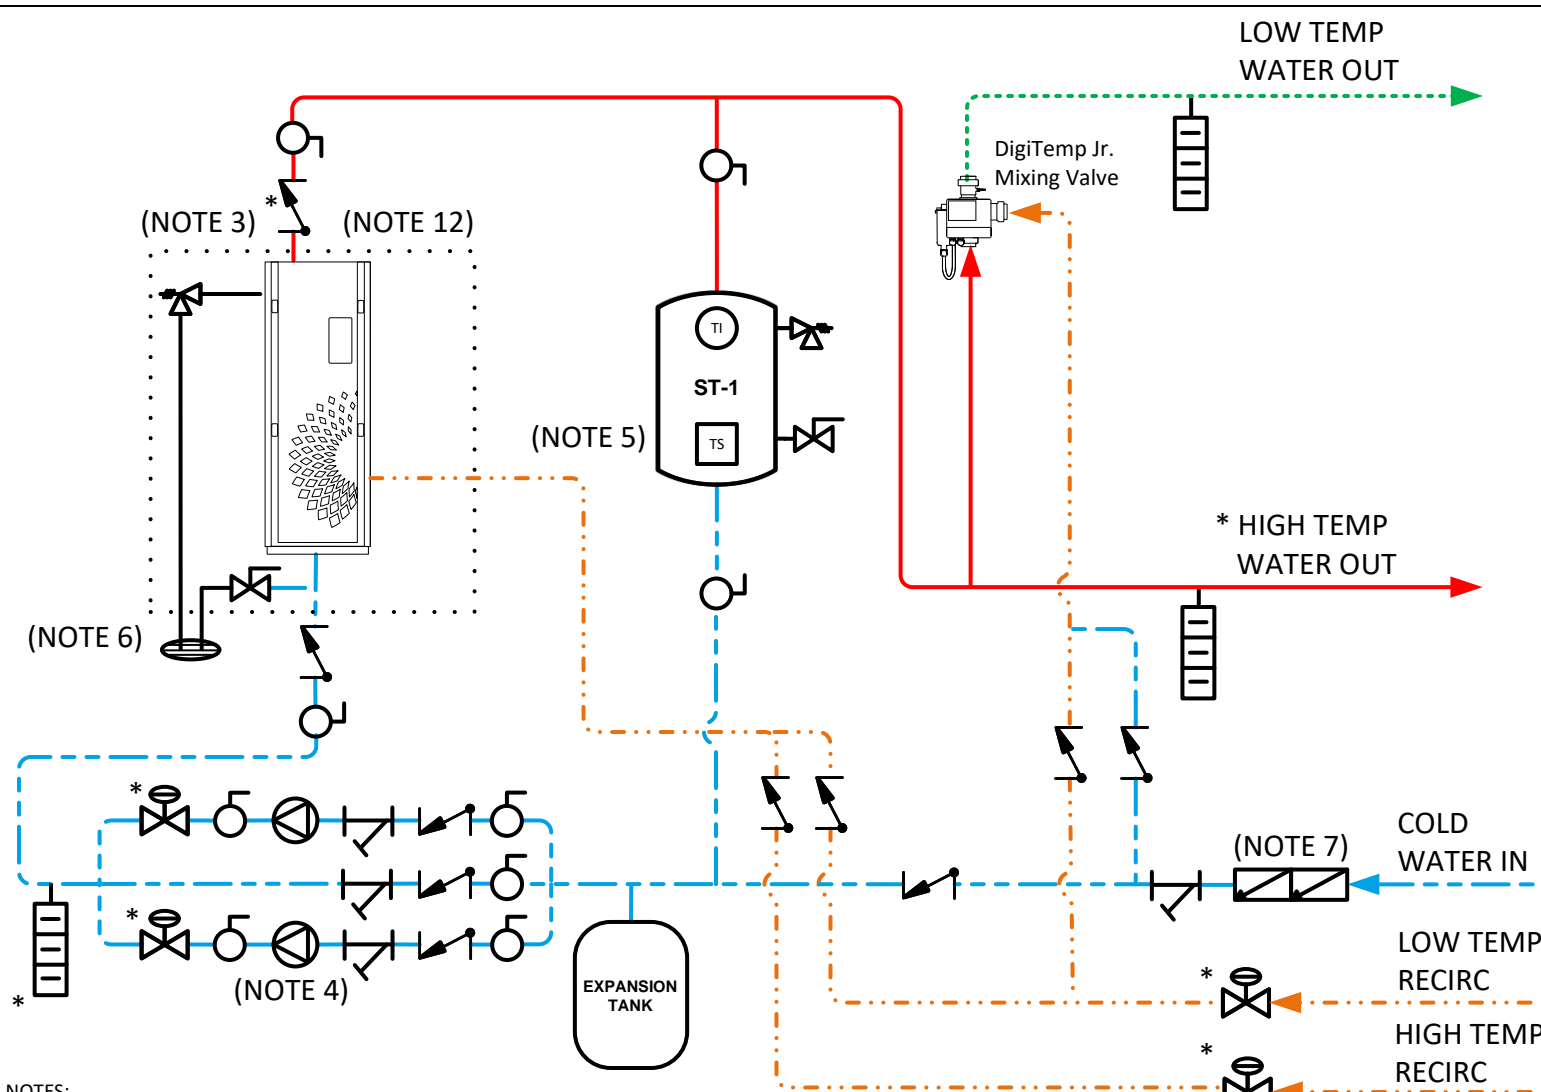 LOW TEMP
WATER OUT
DigiTemp Jr.
Mixing Valve
*
(NOTE 3)
(NOTE 12)
TI
ST-1
TS
(NOTE 5)
* HIGH TEMP
WATER OUT
(NOTE 6)
*
*
*
(NOTE 4)
EXPANSION
TANK
(NOTE 7)
COLD
WATER IN
LOW TEMP
RECIRC
*
HIGH TEMP
RECIRC
*
NOTES: